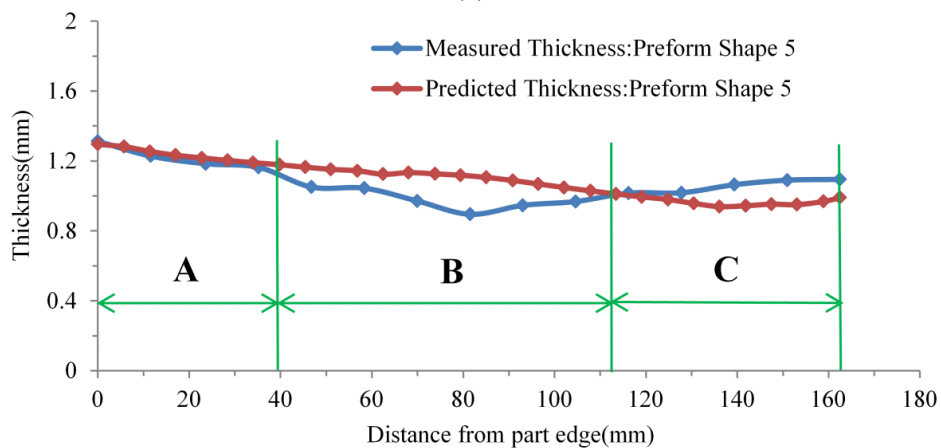 2
Measured Thickness:Preform Shape 5
1.6
Predicted Thickness:Preform Shape 5
1.2
Thickness(mm)
0.8
A
B
C
0.4
0
0
20
40
60
80
100
120
140
160
180
Distance from part edge(mm)